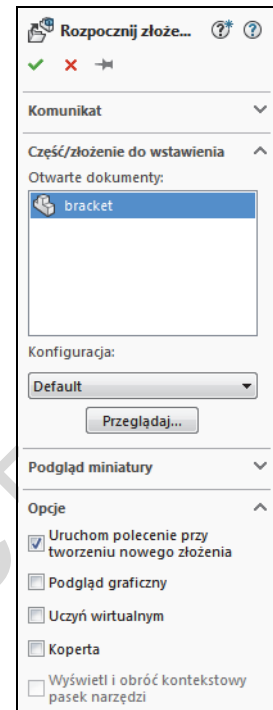 Rozpocznij złoże...
Komunikat
Część/złożenie do wstawienia
Otwarte dokumenty:
bracket
Konfiguracja:
Default
Przeglądaj...
Podgląd miniatury
Opcje
Uruchom polecenie przy
tworzeniu nowego złożenia
Podgląd graficzny
Uczyń wirtualnym
Koperta
Wyświetl i obróć kontekstowy
pasek narzędzi